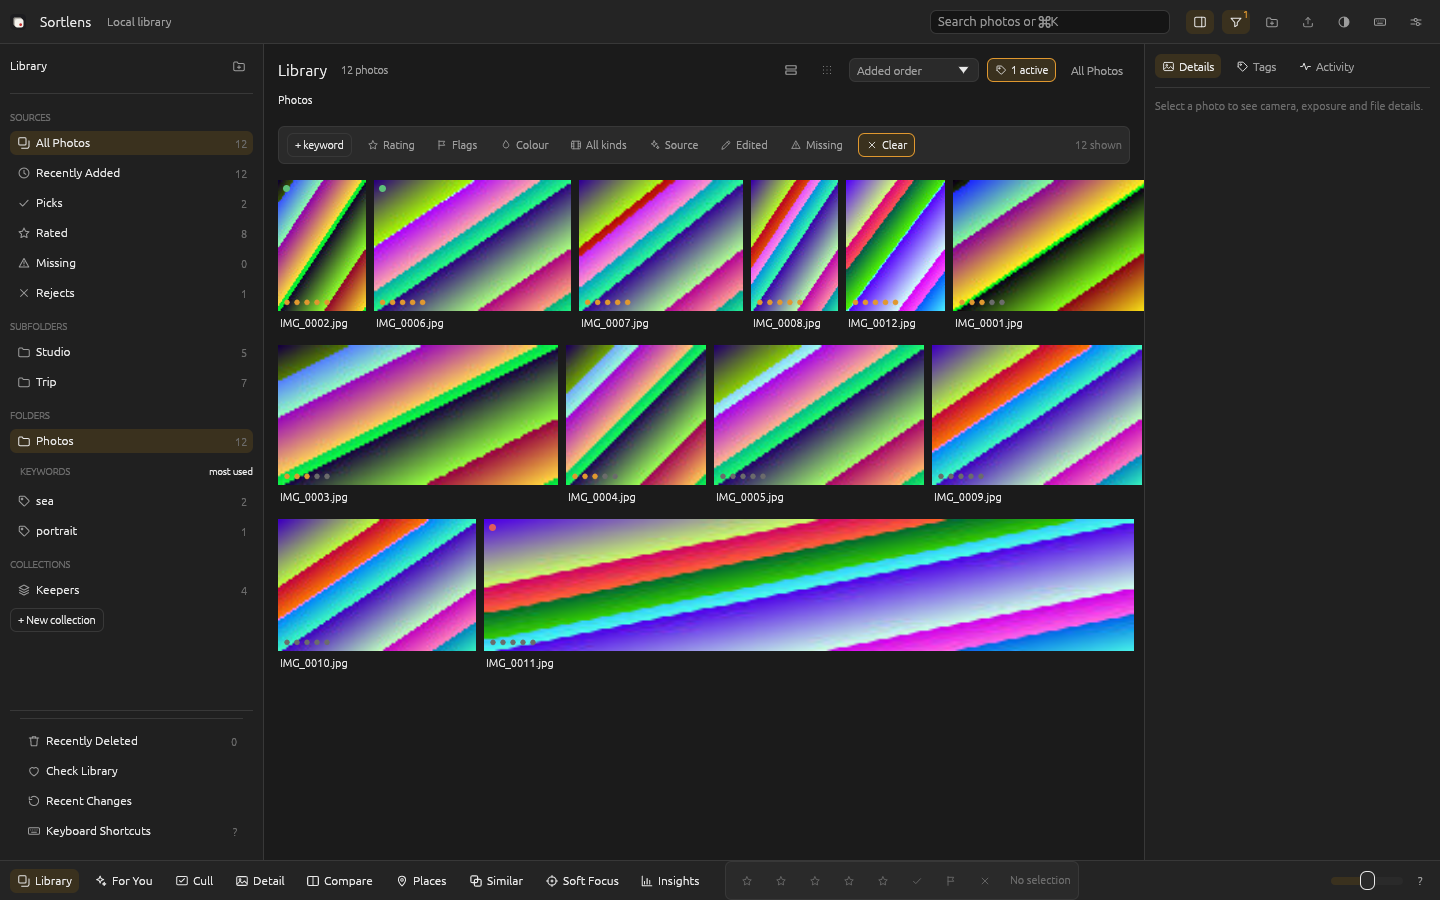 Sortlens Local library Search photos or ⌘K
Library
SOURCES
All Photos 12
Recently Added 12
Picks 2
Rated 8
Missing 0
Rejects 1
SUBFOLDERS
Studio 5
Trip 7
FOLDERS
Photos 12
KEYWORDS most used
sea 2
portrait 1
COLLECTIONS
Keepers 4
+ New collection
Recently Deleted 0
Check Library
Recent Changes
Keyboard Shortcuts ?
Library 12 photos Added order 1 active All Photos
Photos
+ keyword Rating Flags Colour All kinds Source Edited Missing Clear 12 shown
IMG_0002.jpg IMG_0006.jpg IMG_0007.jpg IMG_0008.jpg IMG_0012.jpg IMG_0001.jpg
IMG_0003.jpg IMG_0004.jpg IMG_0005.jpg IMG_0009.jpg
IMG_0010.jpg IMG_0011.jpg
Details Tags Activity
Select a photo to see camera, exposure and file details.
Library For You Cull Detail Compare Places Similar Soft Focus Insights No selection ?